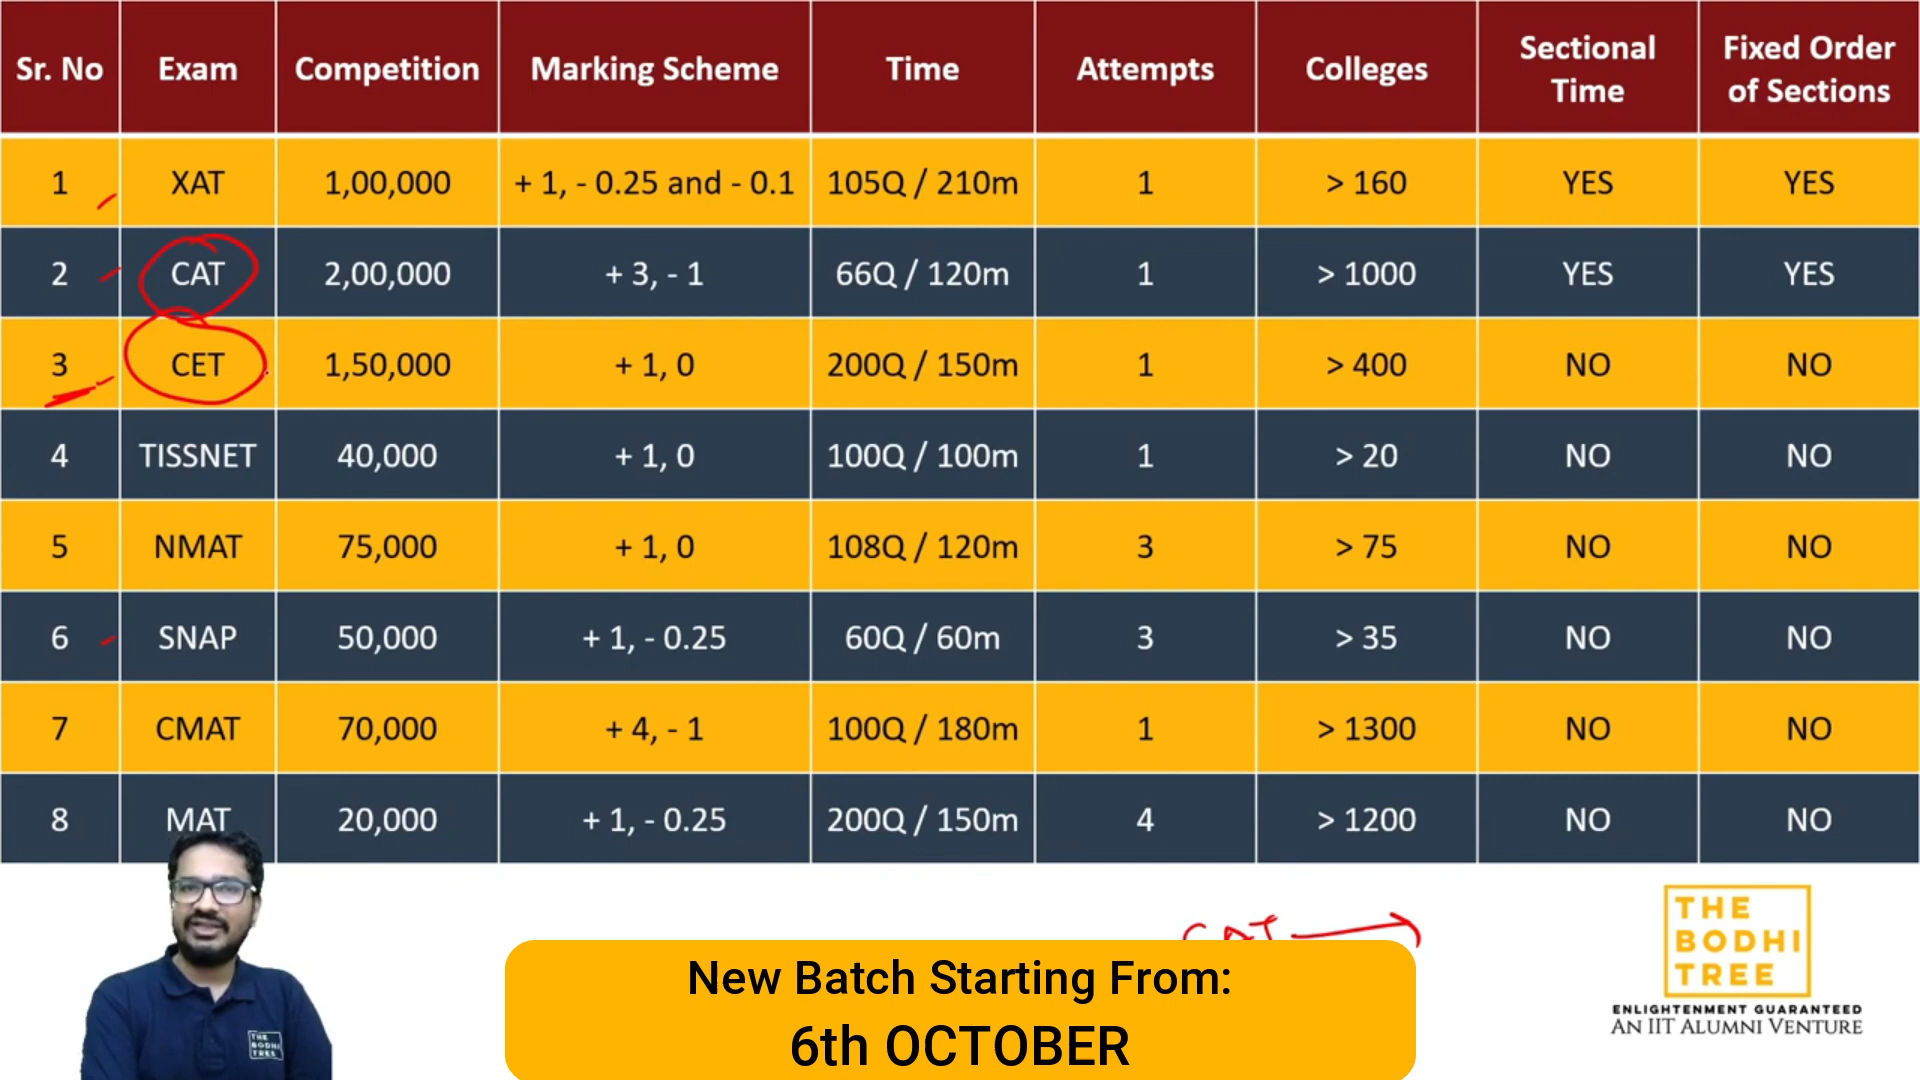 Sr. No Exam Competition Marking Scheme Time Attempts Colleges Sectional Time Fixed Order of Sections
1 XAT 1,00,000 + 1, - 0.25 and - 0.1 105Q / 210m 1 > 160 YES YES
2 CAT 2,00,000 + 3, - 1 66Q / 120m 1 > 1000 YES YES
3 CET 1,50,000 + 1, 0 200Q / 150m 1 > 400 NO NO
4 TISSNET 40,000 + 1, 0 100Q / 100m 1 > 20 NO NO
5 NMAT 75,000 + 1, 0 108Q / 120m 3 > 75 NO NO
6 SNAP 50,000 + 1, - 0.25 60Q / 60m 3 > 35 NO NO
7 CMAT 70,000 + 4, - 1 100Q / 180m 1 > 1300 NO NO
8 MAT 20,000 + 1, - 0.25 200Q / 150m 4 > 1200 NO NO
New Batch Starting From:
6th OCTOBER
THE
BODHI
TREE
ENLIGHTENMENT GUARANTEED
AN IIT ALUMNI VENTURE
THE
BODHI
TREE